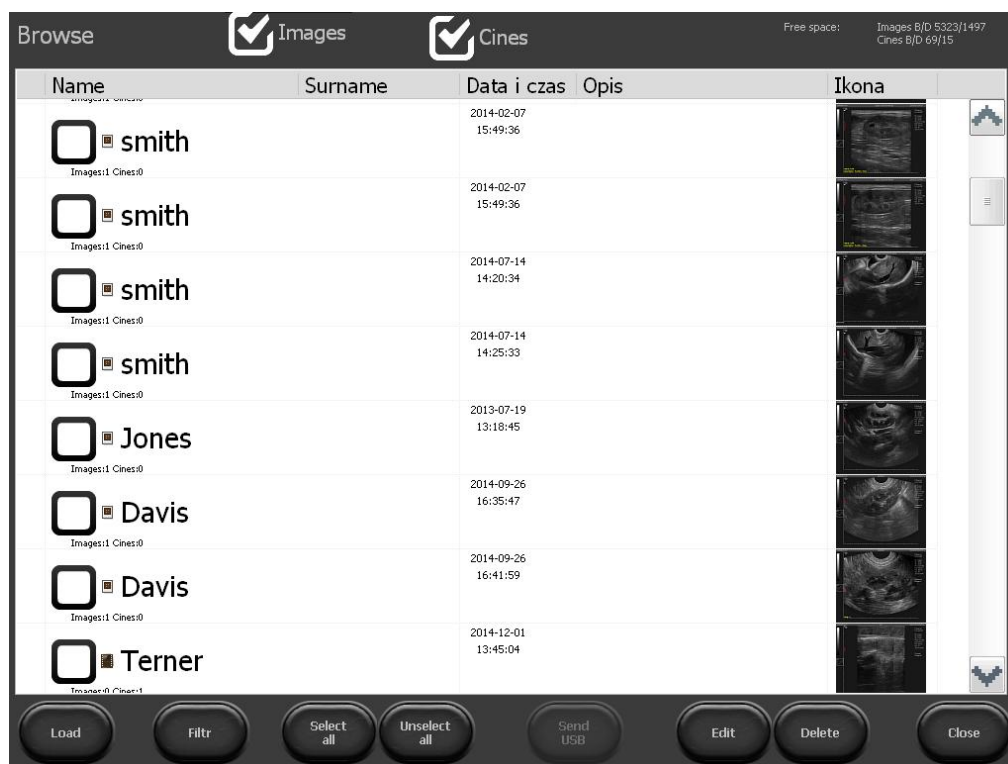 Browse
Images
Cines
Free space:
Images B/D 5323/1497
Cines B/D 69/15
Name Surname Data i czas Opis Ikona
2014-02-07
smith 15:49:36
Images:1 Cines:0
2014-02-07
smith 15:49:36
Images:1 Cines:0
2014-07-14
smith 14:20:34
Images:1 Cines:0
2014-07-14
smith 14:25:33
Images:1 Cines:0
2013-07-19
Jones 13:18:45
Images:1 Cines:0
2014-09-26
Davis 16:35:47
Images:1 Cines:0
2014-09-26
Davis 16:41:59
Images:1 Cines:0
2014-12-01
Terner 13:45:04
Images:0 Cines:1
Load
Filtr
Select
all
Unselect
all
Send
USB
Edit
Delete
Close